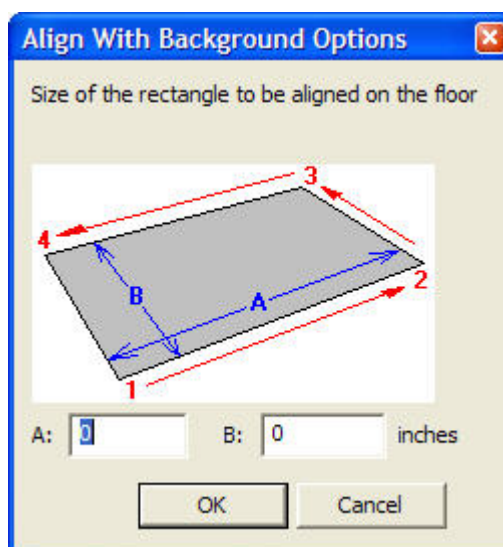 Align With Background Options
Size of the rectangle to be aligned on the floor
3
4
B
A
2
1
A: 0 B: 0 inches
OK Cancel